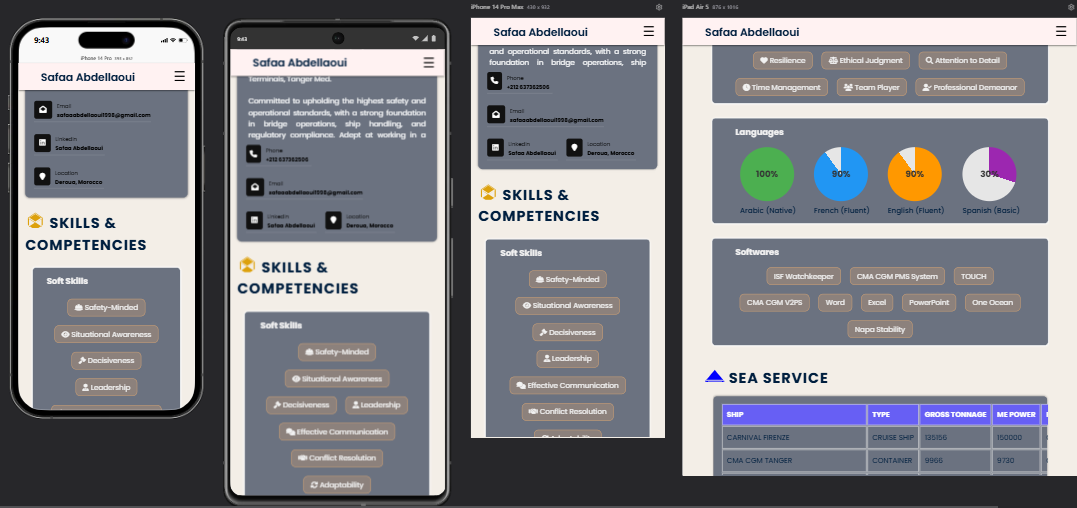 9:43
iPhone 14 Pro
Safaa Abdellaoui
Email
safaaabdellaoui1998@gmail.com
LinkedIn
Safaa Abdellaoui
Location
Deroua, Morocco
SKILLS &
COMPETENCIES
Soft Skills
Safety-Minded
Situational Awareness
Decisiveness
Leadership
9:43
Safaa Abdellaoui
Terminals, Tanger Med.
Committed to upholding the highest safety and
operational standards, with a strong foundation
in bridge operations, ship handling, and
regulatory compliance. Adept at working in a
Phone
+212 637362506
Email
safaaabdellaoui1998@gmail.com
LinkedIn
Safaa Abdellaoui
Location
Deroua, Morocco
SKILLS &
COMPETENCIES
Soft Skills
Safety-Minded
Situational Awareness
Decisiveness
Leadership
Effective Communication
Conflict Resolution
Adaptability
iPhone 14 Pro Max 430 x 932
Safaa Abdellaoui
and operational standards, with a strong
foundation in bridge operations, ship
Phone
+212 637362506
Email
safaaabdellaoui1998@gmail.com
LinkedIn
Safaa Abdellaoui
Location
Deroua, Morocco
SKILLS &
COMPETENCIES
Soft Skills
Safety-Minded
Situational Awareness
Decisiveness
Leadership
Effective Communication
Conflict Resolution
Adaptability
iPad Air 5 876 x 1016
Safaa Abdellaoui
Resilience
Ethical Judgment
Attention to Detail
Time Management
Team Player
Professional Demeanor
Languages
100%
90%
90%
30%
Arabic (Native)
French (Fluent)
English (Fluent)
Spanish (Basic)
Softwares
ISF Watchkeeper
CMA CGM PMS System
TOUCH
CMA CGM V2PS
Word
Excel
PowerPoint
One Ocean
Napa Stability
SEA SERVICE
SHIP TYPE GROSS TONNAGE ME POWER
CARNIVAL FIRENZE CRUISE SHIP 135156 150000
CMA CGM TANGER CONTAINER 9966 9730